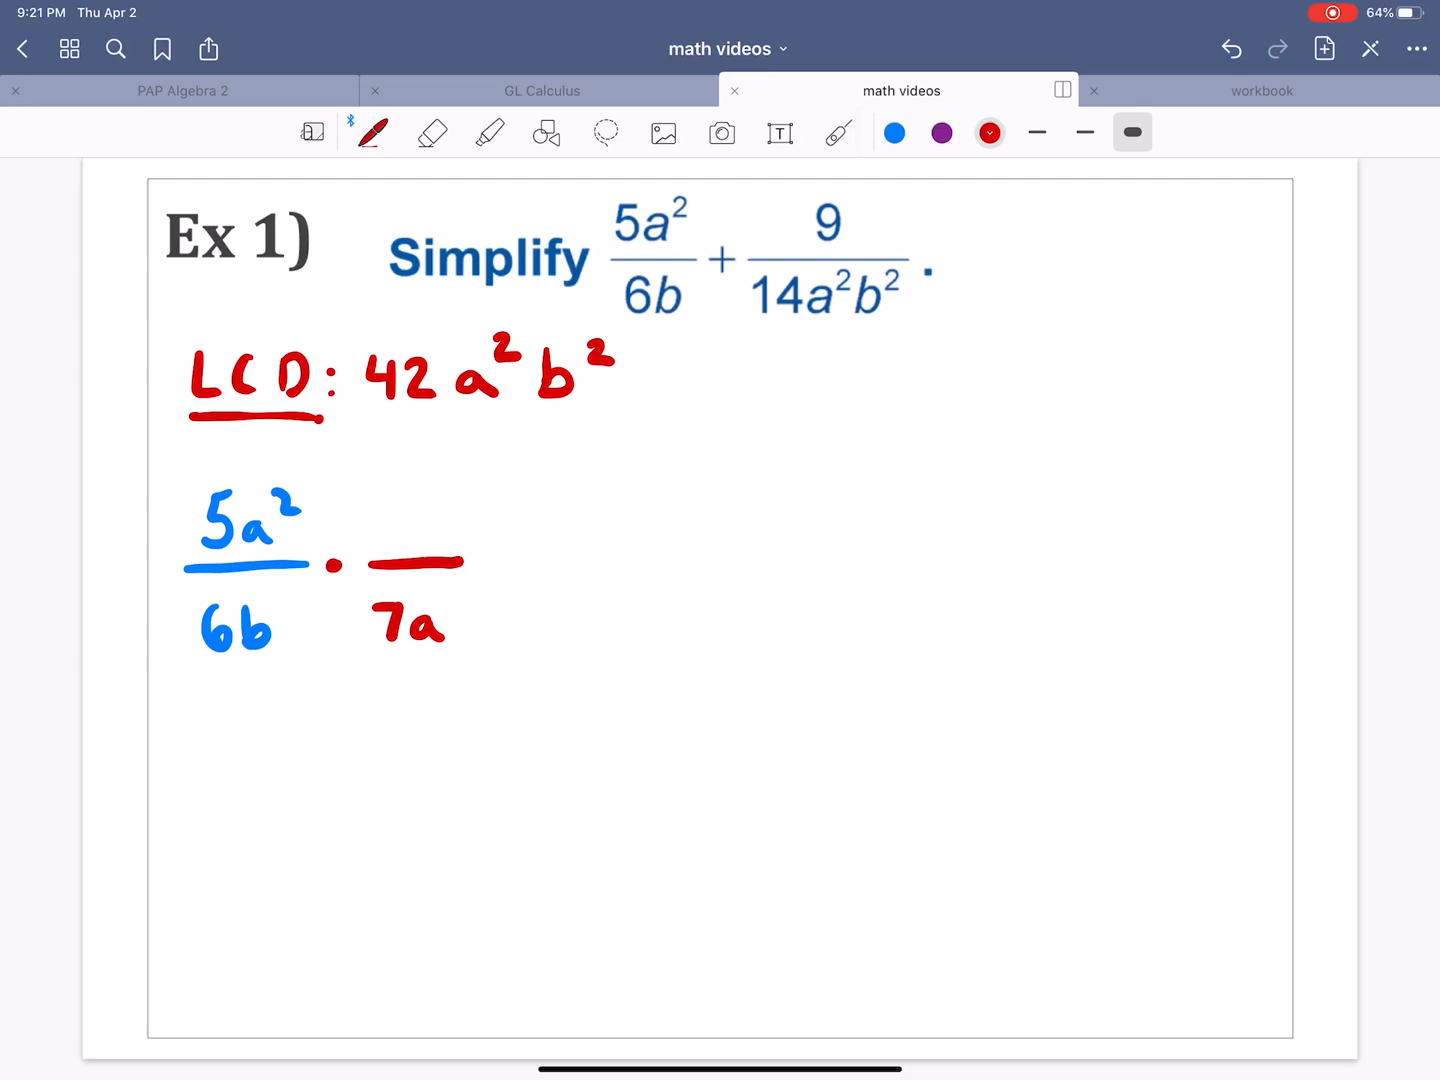 9:21 PM Thu Apr 2
64%
math videos
PAP Algebra 2
GL Calculus
math videos
workbook
Ex 1) Simplify 5a²/6b + 9/14a²b².
LCD: 42a²b²
5a²
6b · 7a